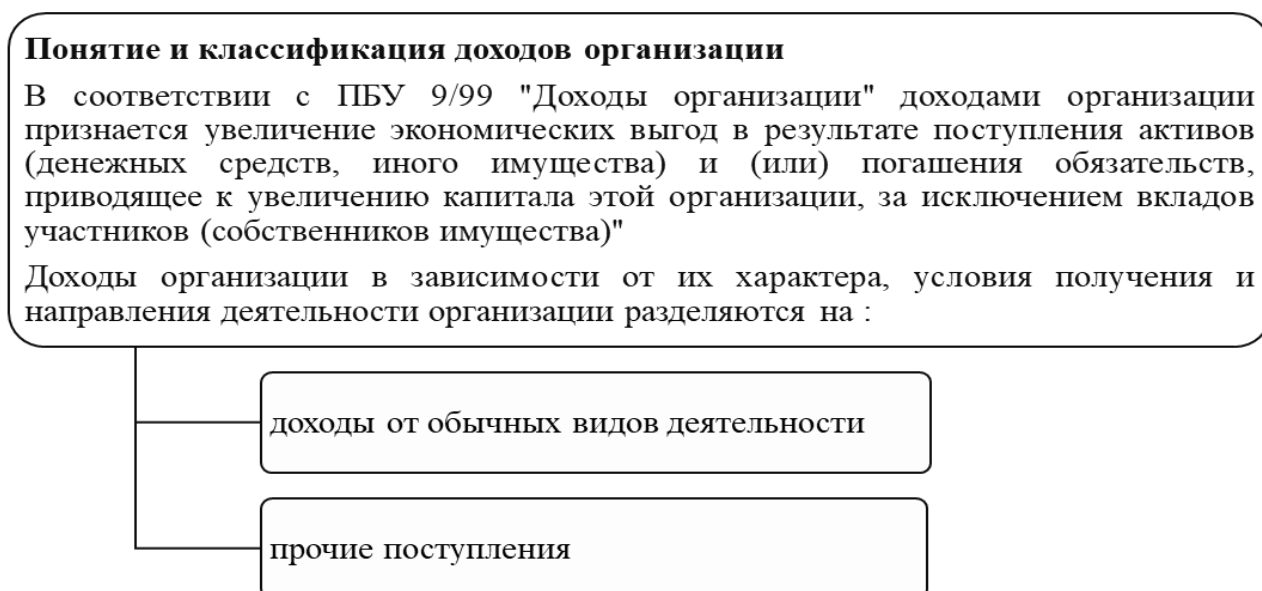 Понятие и классификация доходов организации
В соответствии с ПБУ 9/99 "Доходы организации" доходами организации
признается увеличение экономических выгод в результате поступления активов
(денежных средств, иного имущества) и (или) погашения обязательств,
приводящее к увеличению капитала этой организации, за исключением вкладов
участников (собственников имущества)"
Доходы организации в зависимости от их характера, условия получения и
направления деятельности организации разделяются на :
доходы от обычных видов деятельности
прочие поступления